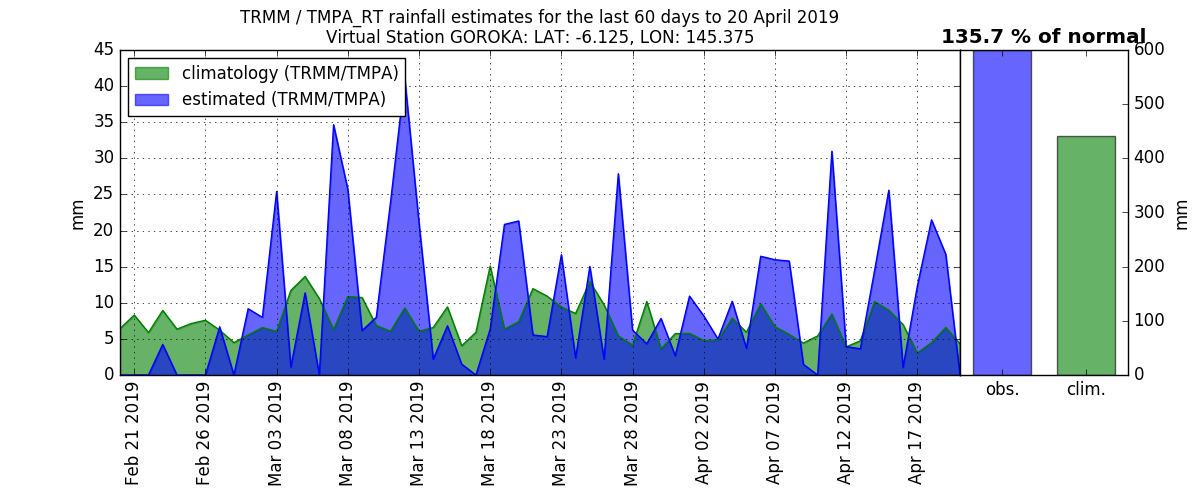 TRMM / TMPA_RT rainfall estimates for the last 60 days to 20 April 2019
Virtual Station GOROKA: LAT: -6.125, LON: 145.375
135.7 % of normal
climatology (TRMM/TMPA)
estimated (TRMM/TMPA)
45
40
35
30
25
20
15
10
5
0
mm
Feb 21 2019
Feb 26 2019
Mar 03 2019
Mar 08 2019
Mar 13 2019
Mar 18 2019
Mar 23 2019
Mar 28 2019
Apr 02 2019
Apr 07 2019
Apr 12 2019
Apr 17 2019
600
500
400
300
200
100
0
mm
obs.
clim.